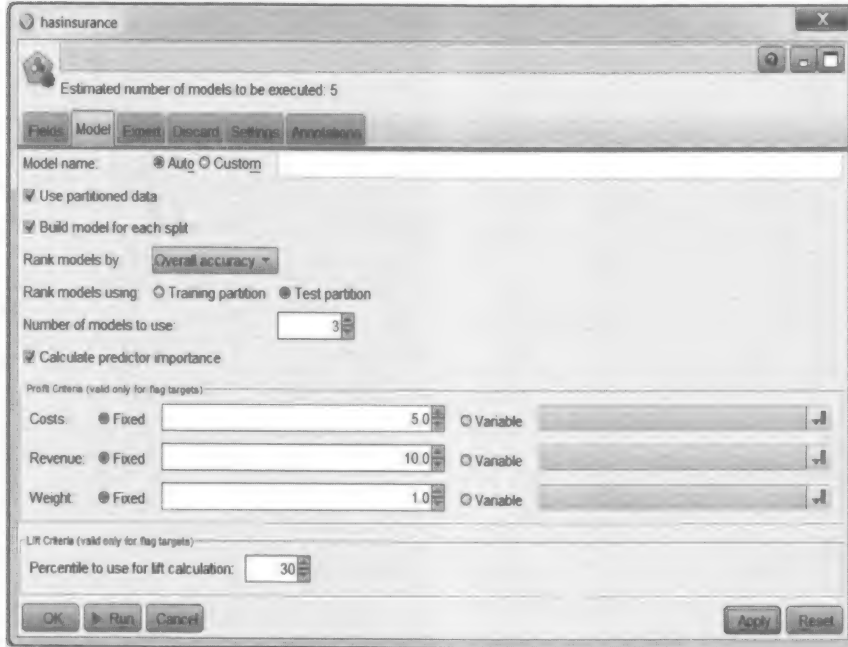 hasinsurance
X
Estimated number of models to be executed: 5
Fields Model Expert Discard Settings Annotations
Model name: Auto Custom
Use partitioned data
Build model for each split
Rank models by: Overall accuracy
Rank models using: Training partition Test partition
Number of models to use: 3
Calculate predictor importance
Profit Criteria (valid only for flag targets)
Costs: Fixed 5.0 Variable
Revenue: Fixed 10.0 Variable
Weight: Fixed 1.0 Variable
Lift Criteria (valid only for flag targets)
Percentile to use for lift calculation: 30
OK Run Cancel Apply Reset